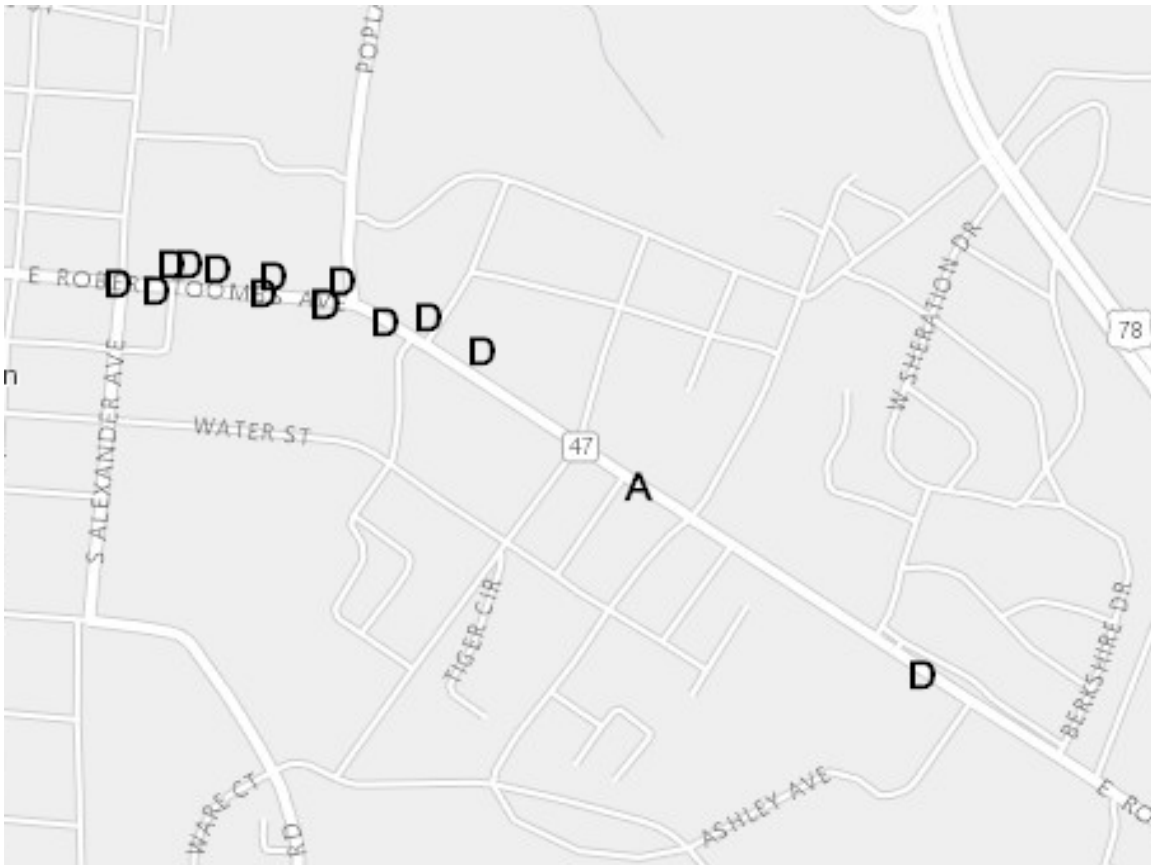 POPL
W SHERATION DR
78
D D D D D D D D D D
E ROBERT TOOMBS AVE
D D
n
S ALEXANDER AVE
WATER ST
47
A
TIGER CIR
D
BERKSHIRE DR
E RO
ASHLEY AVE
WARE CT
RD